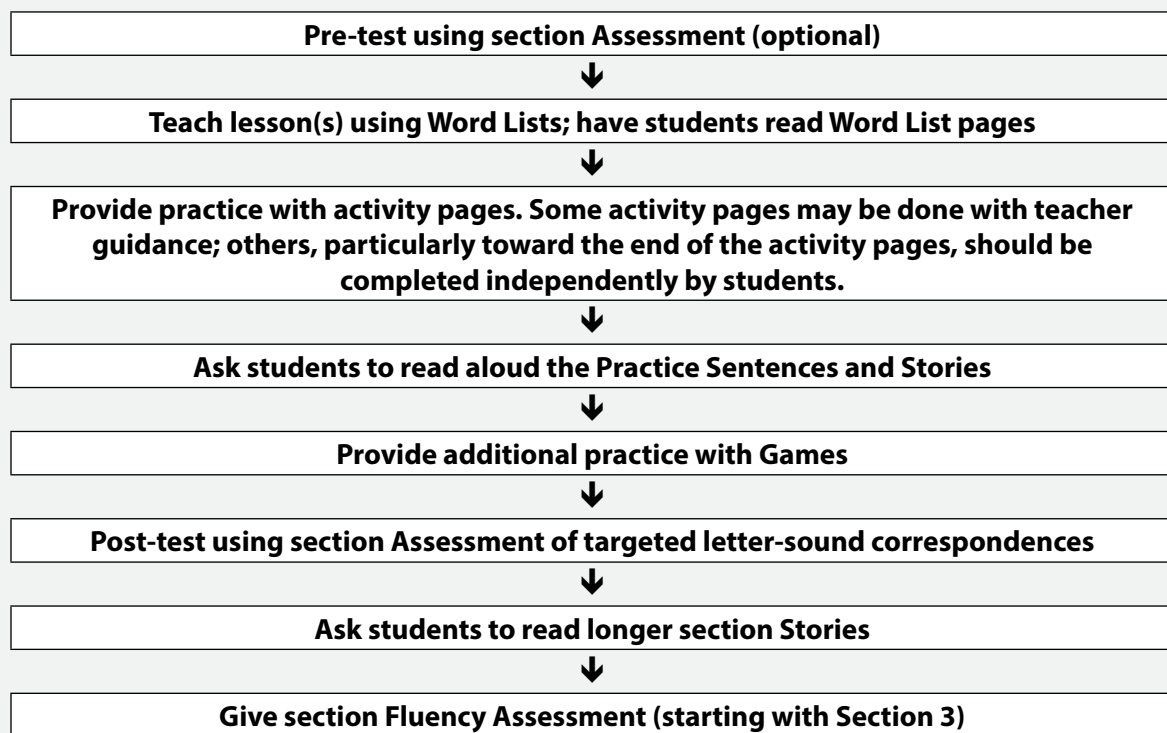 Pre-test using section Assessment (optional)
Teach lesson(s) using Word Lists; have students read Word List pages
Provide practice with activity pages. Some activity pages may be done with teacher
guidance; others, particularly toward the end of the activity pages, should be
completed independently by students.
Ask students to read aloud the Practice Sentences and Stories
Provide additional practice with Games
Post-test using section Assessment of targeted letter-sound correspondences
Ask students to read longer section Stories
Give section Fluency Assessment (starting with Section 3)